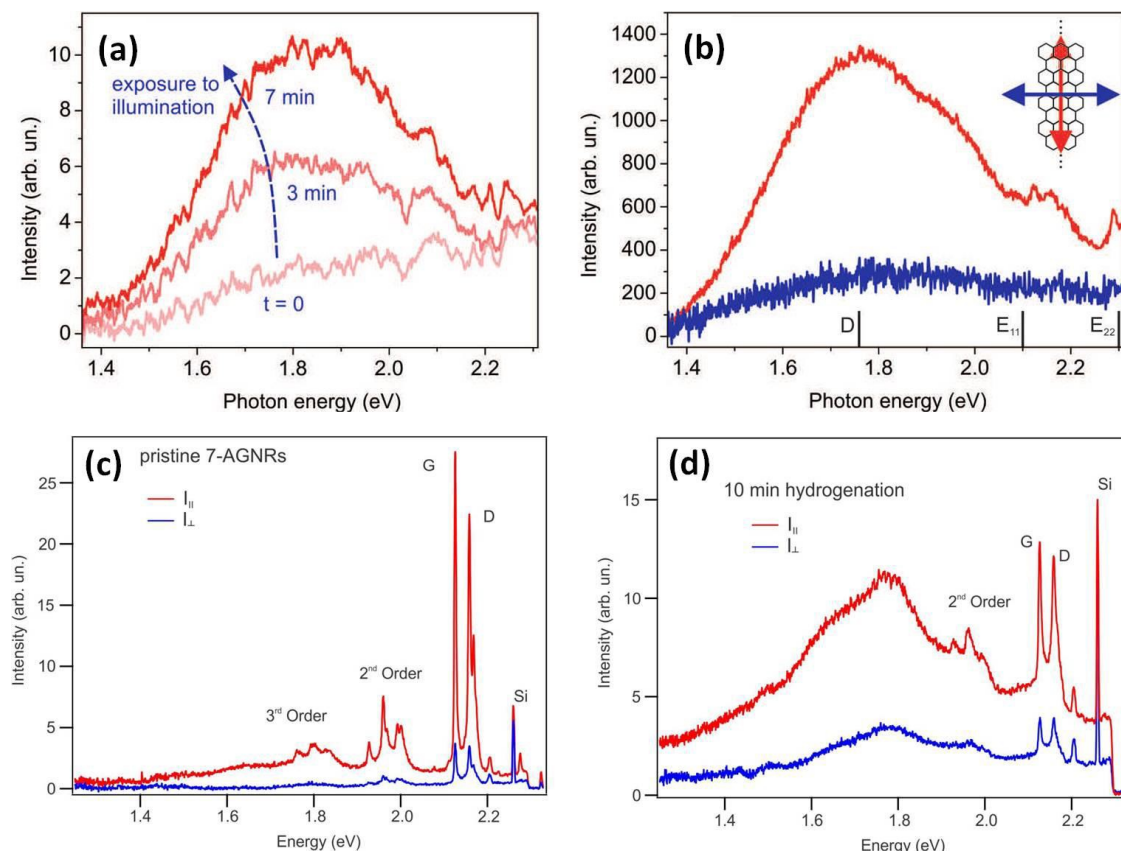 (a)
exposure to
illumination
7 min
3 min
t = 0
Intensity (arb. un.)
10
8
6
4
2
0
1.4 1.6 1.8 2.0 2.2
Photon energy (eV)
(b)
Intensity (arb. un.)
1400
1200
1000
800
600
400
200
0
D E₁₁ E₂₂
1.4 1.6 1.8 2.0 2.2
Photon energy (eV)
(c) pristine 7-AGNRs
I||
I⊥
G
D
Si
2nd Order
3rd Order
Intensity (arb. un.)
25
20
15
10
5
0
1.4 1.6 1.8 2.0 2.2
Energy (eV)
(d)
10 min hydrogenation
I||
I⊥
Si
G
D
2nd Order
Intensity (arb. un.)
15
10
5
0
1.4 1.6 1.8 2.0 2.2
Energy (eV)